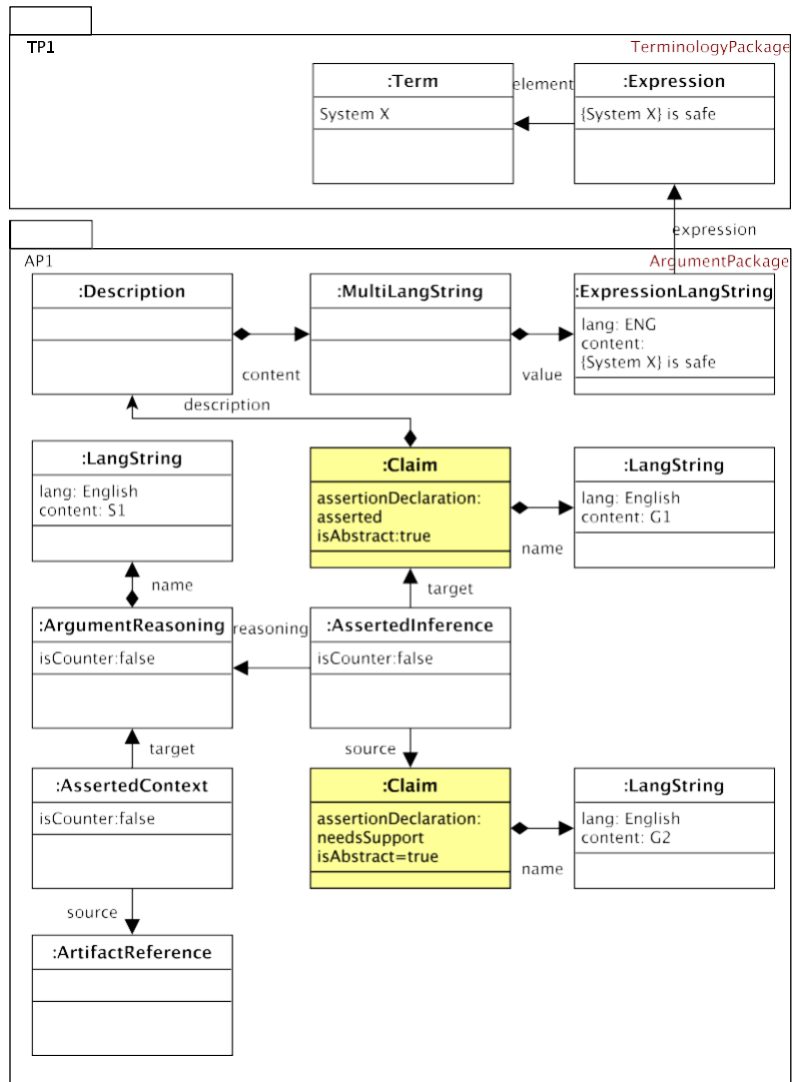 TP1
TerminologyPackage
:Term
element
:Expression
System X
{System X} is safe
expression
AP1
ArgumentPackage
:Description
:MultiLangString
:ExpressionLangString
lang: ENG
content:
{System X} is safe
content
value
description
:LangString
lang: English
content: S1
:Claim
assertionDeclaration:
asserted
isAbstract:true
:LangString
lang: English
content: G1
name
name
target
:ArgumentReasoning
isCounter:false
reasoning
:AssertedInference
isCounter:false
target
source
:AssertedContext
isCounter:false
:Claim
assertionDeclaration:
needsSupport
isAbstract=true
:LangString
lang: English
content: G2
name
source
:ArtifactReference